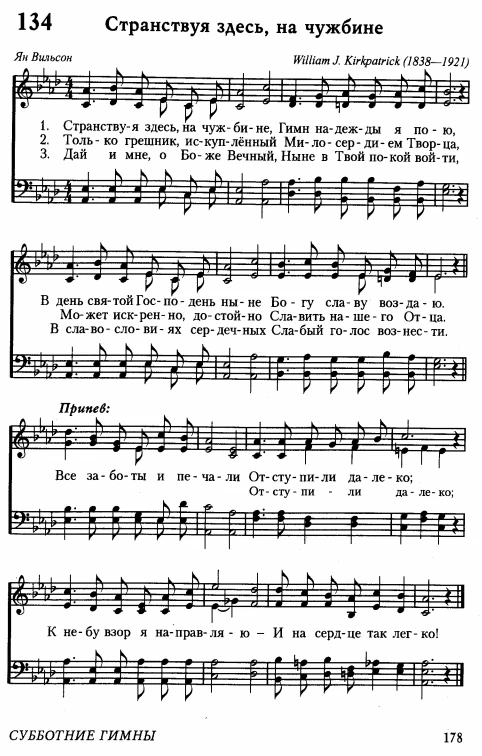 134 Странствуя здесь, на чужбине
Ян Вильсон William J. Kirkpatrick (1838—1921)
1. Странству-я здесь, на чуж-би-не, Гимн на-деж-ды я по-ю,
2. Толь-ко грешник, ис-куп-лённый Ми-ло-сер-ди-ем Твор-ца,
3. Дай и мне, о Бо-же Вечный, Ныне в Твой по-кой вой-ти,
В день свя-той Гос-по-день ны-не Бо-гу сла-ву воз-да-ю.
Мо-жет иск-рен-но, до-стой-но Сла-вить на-ше-го От-ца.
В сла-во-сло-ви-ях сер-деч-ных Сла-бый го-лос воз-нес-ти.
Припев:
Все за-бо-ты и пе-ча-ли От-сту-пи-ли да-ле-ко;
От-сту-пи-ли да-ле-ко;
К не-бу взор я на-прав-ля-ю – И на серд-це так лег-ко!
СУББОТНИЕ ГИМНЫ 178